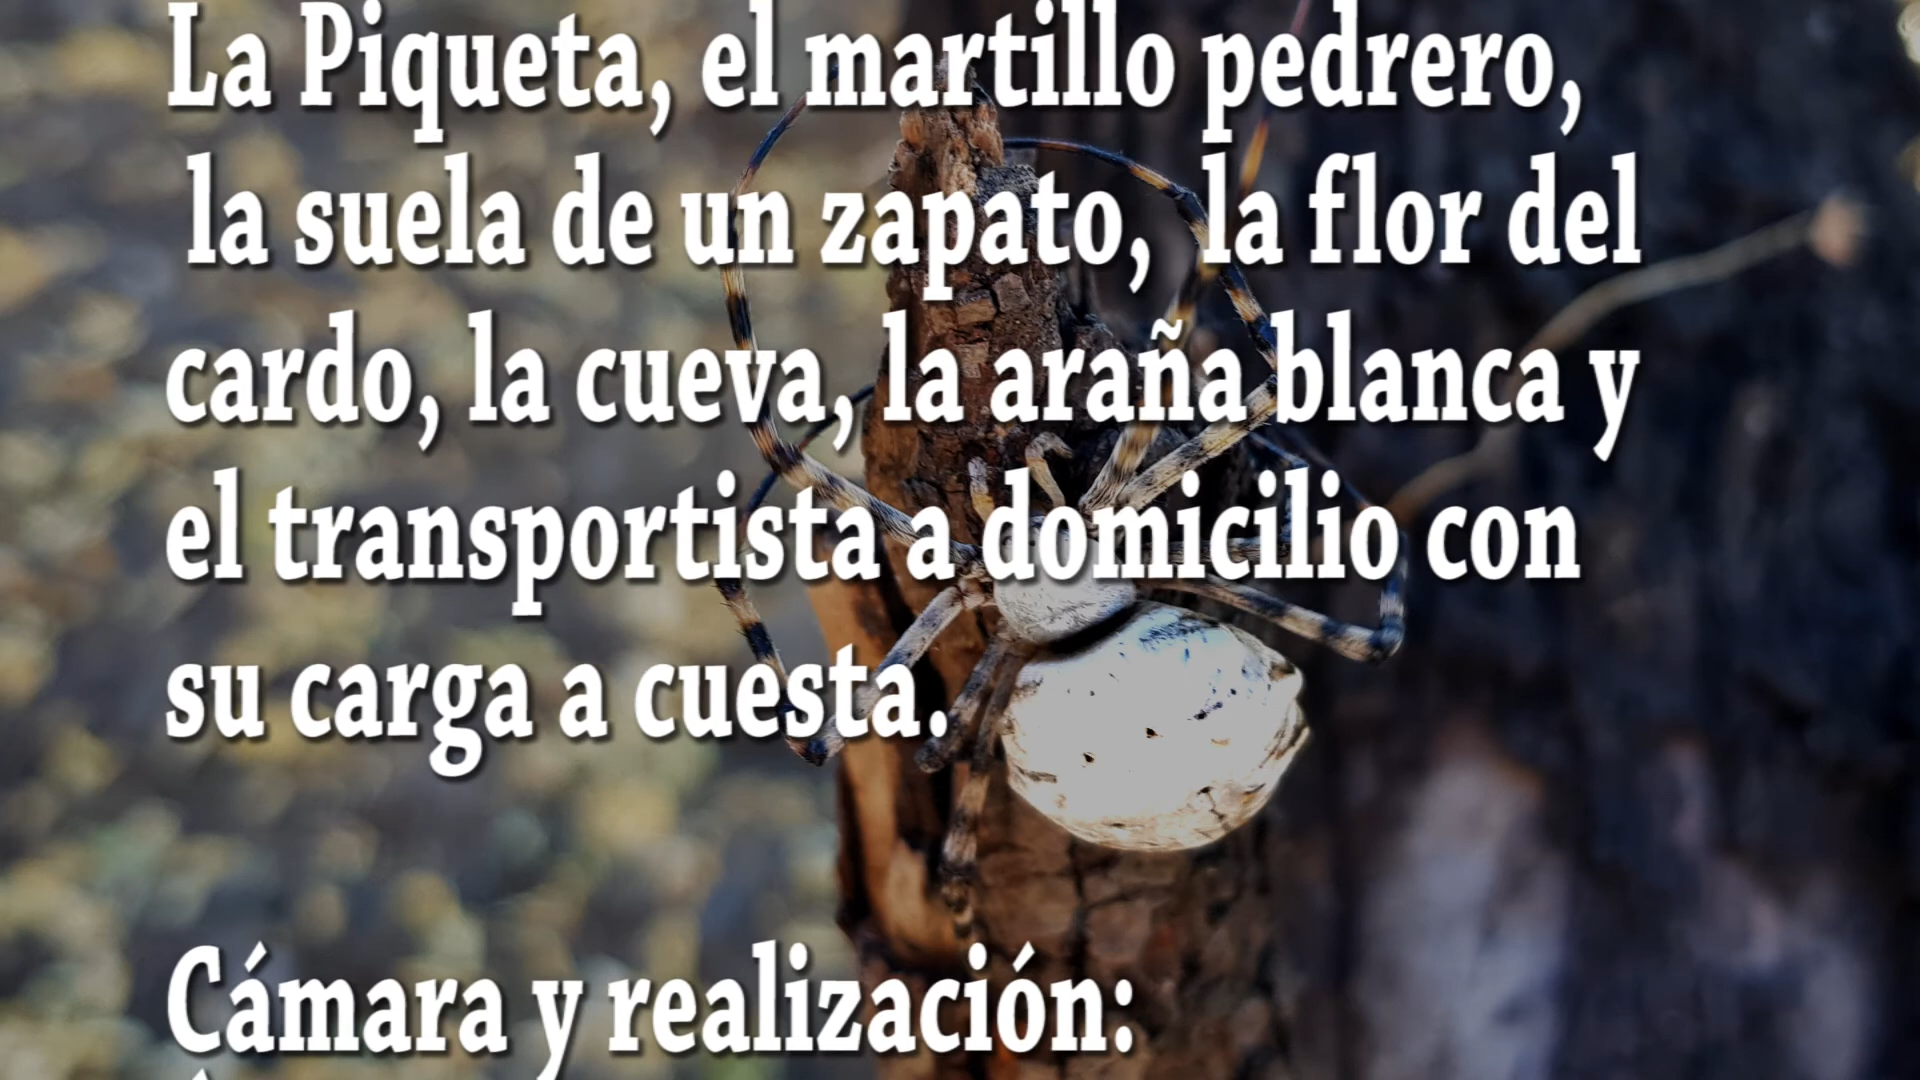 La Piqueta, el martillo pedrero,
la suela de un zapato, la flor del
cardo, la cueva, la araña blanca y
el transportista a domicilio con
su carga a cuesta.
Cámara y realización: